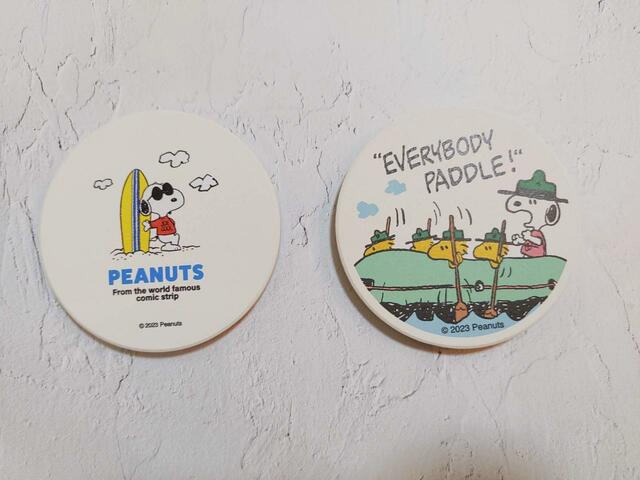 PEANUTS
From the world famous
comic strip
© 2023 Peanuts
"EVERYBODY
PADDLE!"
© 2023 Peanuts